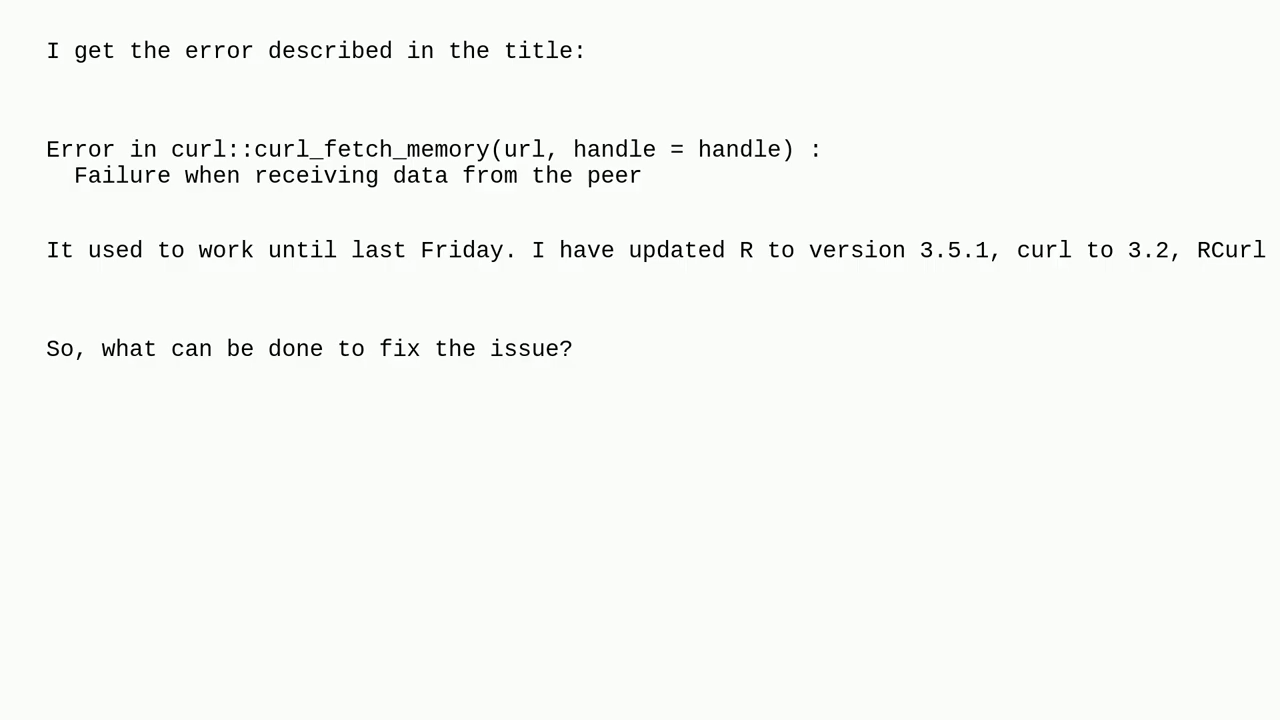 I get the error described in the title:
Error in curl::curl_fetch_memory(url, handle = handle) :
  Failure when receiving data from the peer
It used to work until last Friday. I have updated R to version 3.5.1, curl to 3.2, RCurl
So, what can be done to fix the issue?